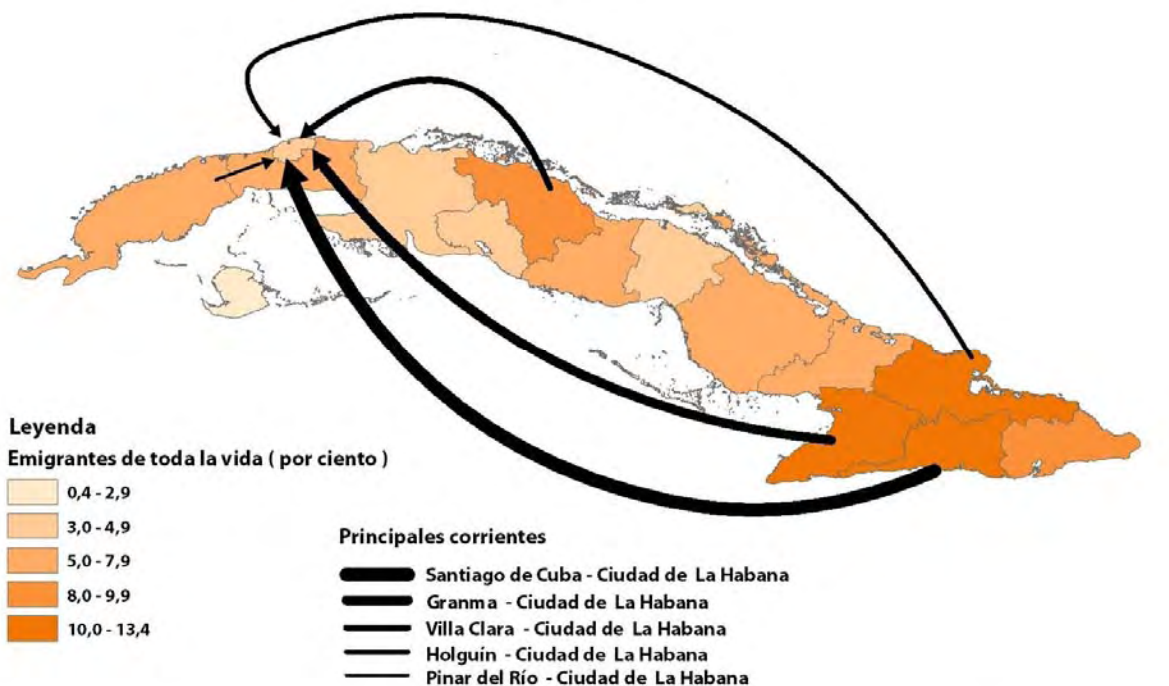 Leyenda
Emigrantes de toda la vida ( por ciento )
0,4 - 2,9
3,0 - 4,9
5,0 - 7,9
8,0 - 9,9
10,0 - 13,4
Principales corrientes
Santiago de Cuba - Ciudad de La Habana
Granma - Ciudad de La Habana
Villa Clara - Ciudad de La Habana
Holguín - Ciudad de La Habana
Pinar del Río - Ciudad de La Habana